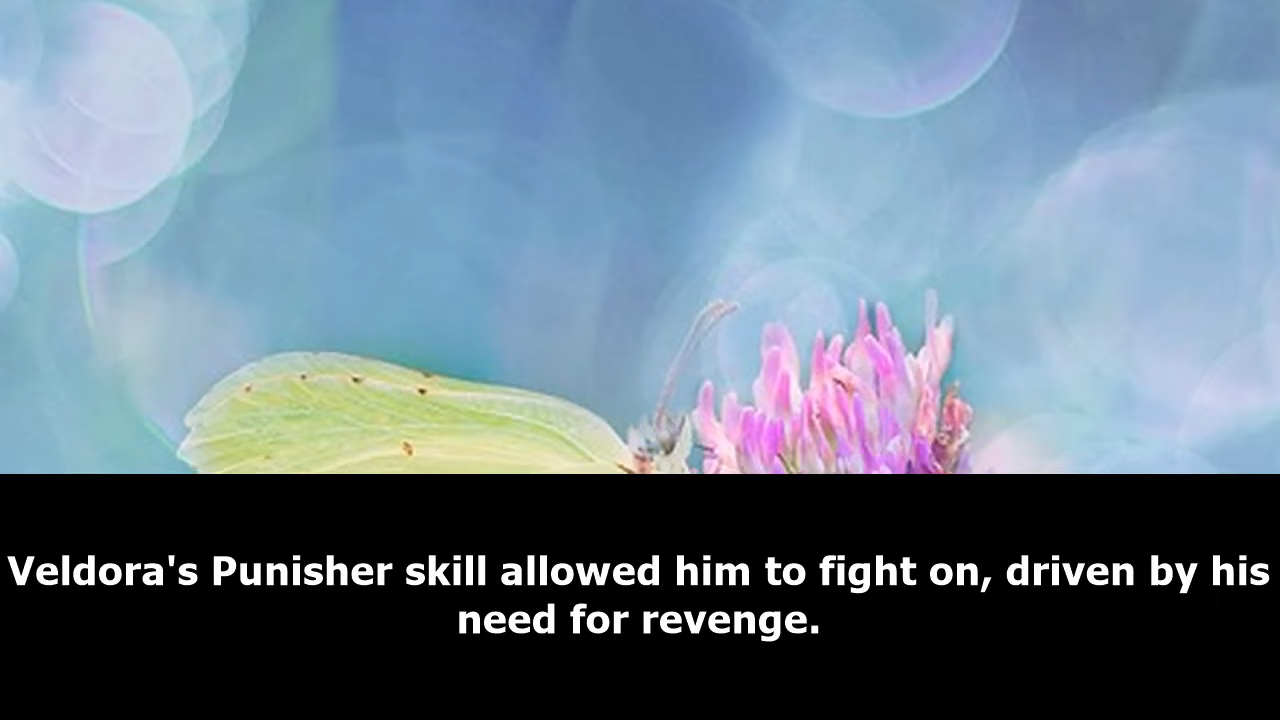 Veldora's Punisher skill allowed him to fight on, driven by his
need for revenge.